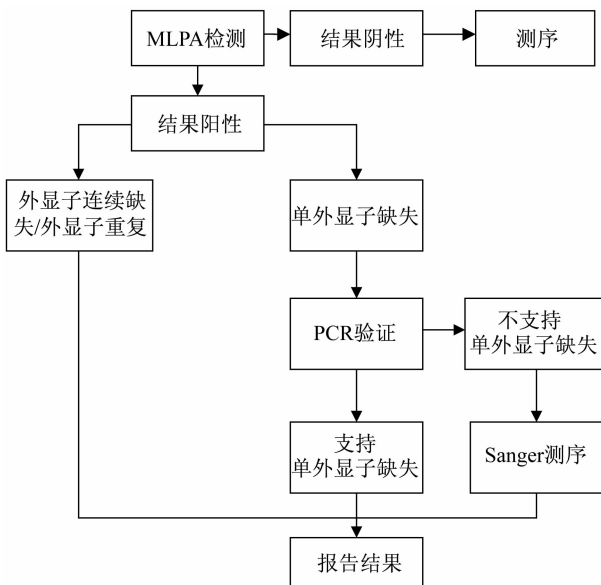 MLPA检测
结果阴性
测序
结果阳性
外显子连续缺
失/外显子重复
单外显子缺失
PCR验证
不支持
单外显子缺失
支持
单外显子缺失
Sanger测序
报告结果